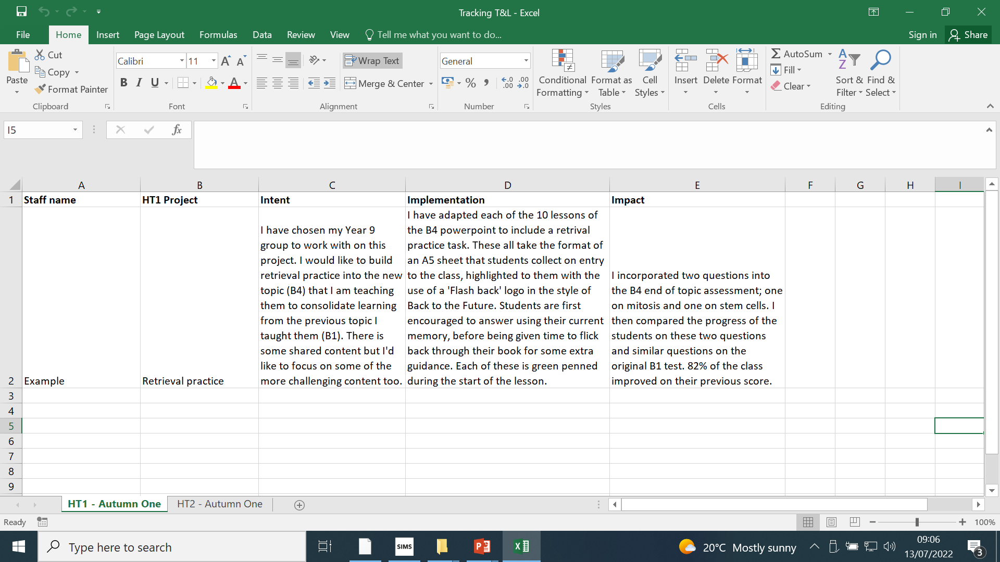 Tracking T&L - Excel
File Home Insert Page Layout Formulas Data Review View Tell me what you want to do... Sign in Share
Paste Cut Copy Format Painter Clipboard
Calibri 11 A A B I U A Font
Wrap Text Merge & Center Alignment
General % , .0 .00 .00 .0 Number
Conditional Formatting Format as Table Cell Styles Styles
Insert Delete Format Cells
AutoSum Fill Clear Sort & Filter Find & Select Editing
I5 fx
A B C D E F G H I
1 Staff name HT1 Project Intent Implementation Impact
2 Example
Retrieval practice
I have chosen my Year 9
group to work with on this
project. I would like to build
retrieval practice into the new
topic (B4) that I am teaching
them to consolidate learning
from the previous topic I
taught them (B1). There is
some shared content but I'd
like to focus on some of the
more challenging content too.
I have adapted each of the 10 lessons of
the B4 powerpoint to include a retrival
practice task. These all take the format of
an A5 sheet that students collect on entry
to the class, highlighted to them with the
use of a 'Flash back' logo in the style of
Back to the Future. Students are first
encouraged to answer using their current
memory, before being given time to flick
back through their book for some extra
guidance. Each of these is green penned
during the start of the lesson.
I incorporated two questions into
the B4 end of topic assessment; one
on mitosis and one on stem cells. I
then compared the progress of the
students on these two questions
and similar questions on the
original B1 test. 82% of the class
improved on their previous score.
3
4
5
6
7
8
9
HT1 - Autumn One HT2 - Autumn One
Ready 100%
Type here to search SIMS 20°C Mostly sunny 09:06
13/07/2022 3